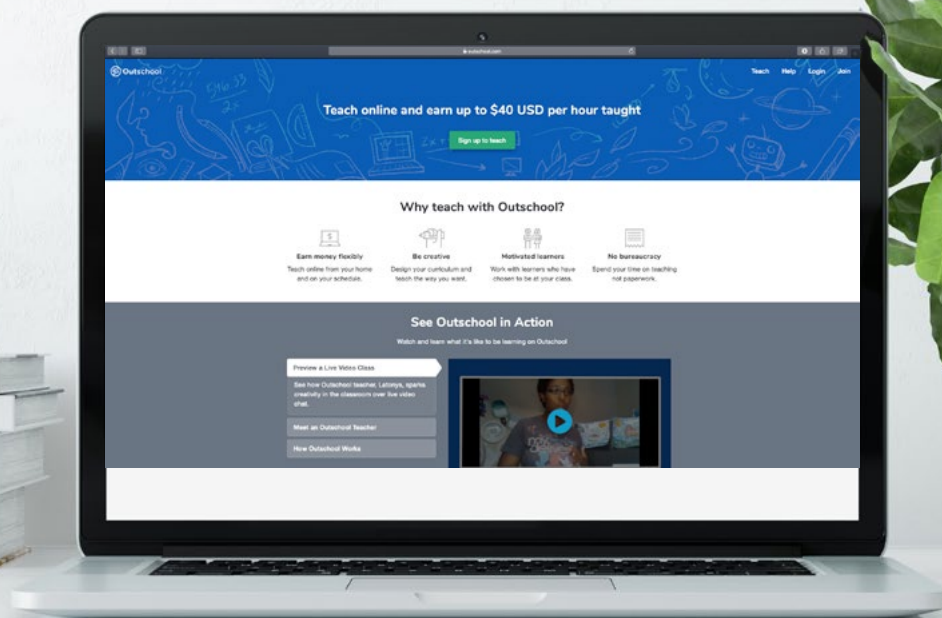 outschool.com
Outschool
Teach Help Login Join
Teach online and earn up to $40 USD per hour taught
Sign up to teach
Why teach with Outschool?
Earn money flexibly
Teach online from your home
and on your schedule.
Be creative
Design your curriculum and
teach the way you want.
Motivated learners
Work with learners who have
chosen to be at your class.
No bureaucracy
Spend your time on teaching
not paperwork.
See Outschool in Action
Watch and learn what it's like to be learning on Outschool
Preview a Live Video Class
See how Outschool teacher, Latonya, sparks
creativity in the classroom over live video
chat.
Meet an Outschool Teacher
How Outschool Works